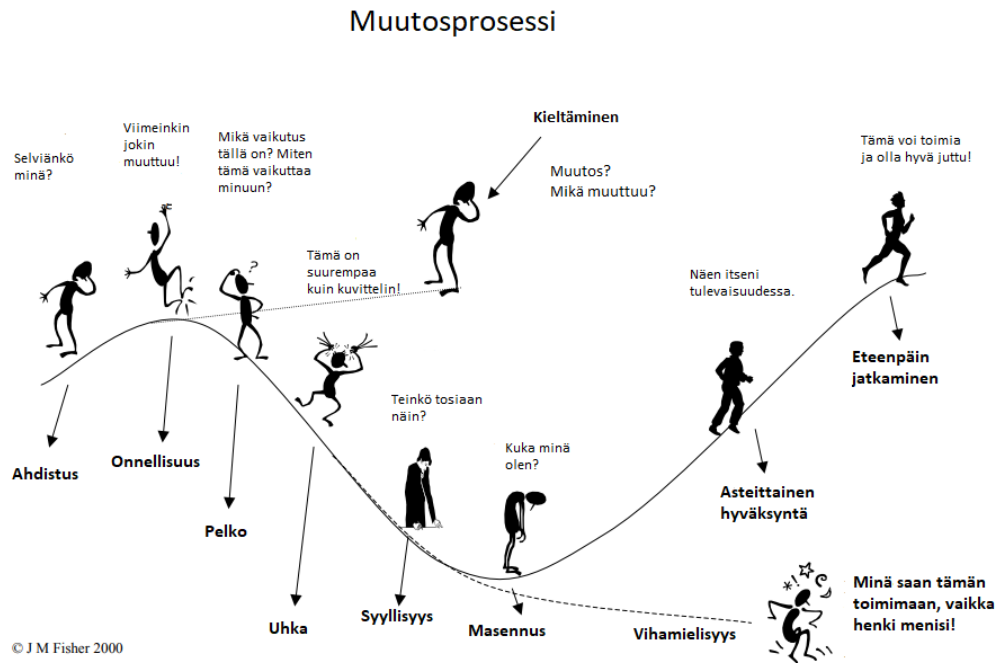 Muutosprosessi
Selviänkö
minä?
Viimeinkin
jokin
muuttuu!
Mikä vaikutus
tällä on? Miten
tämä vaikuttaa
minuun?
Kieltäminen
Muutos?
Mikä muuttuu?
Tämä voi toimia
ja olla hyvä juttu!
?
Tämä on
suurempaa
kuin kuvittelin!
Näen itseni
tulevaisuudessa.
Eteenpäin
jatkaminen
Teinkö tosiaan
näin?
Kuka minä
olen?
Ahdistus
Onnellisuus
Pelko
Asteittainen
hyväksyntä
Uhka
Syyllisyys
Masennus
Vihamielisyys
Minä saan tämän
toimimaan, vaikka
henki menisi!
© J M Fisher 2000